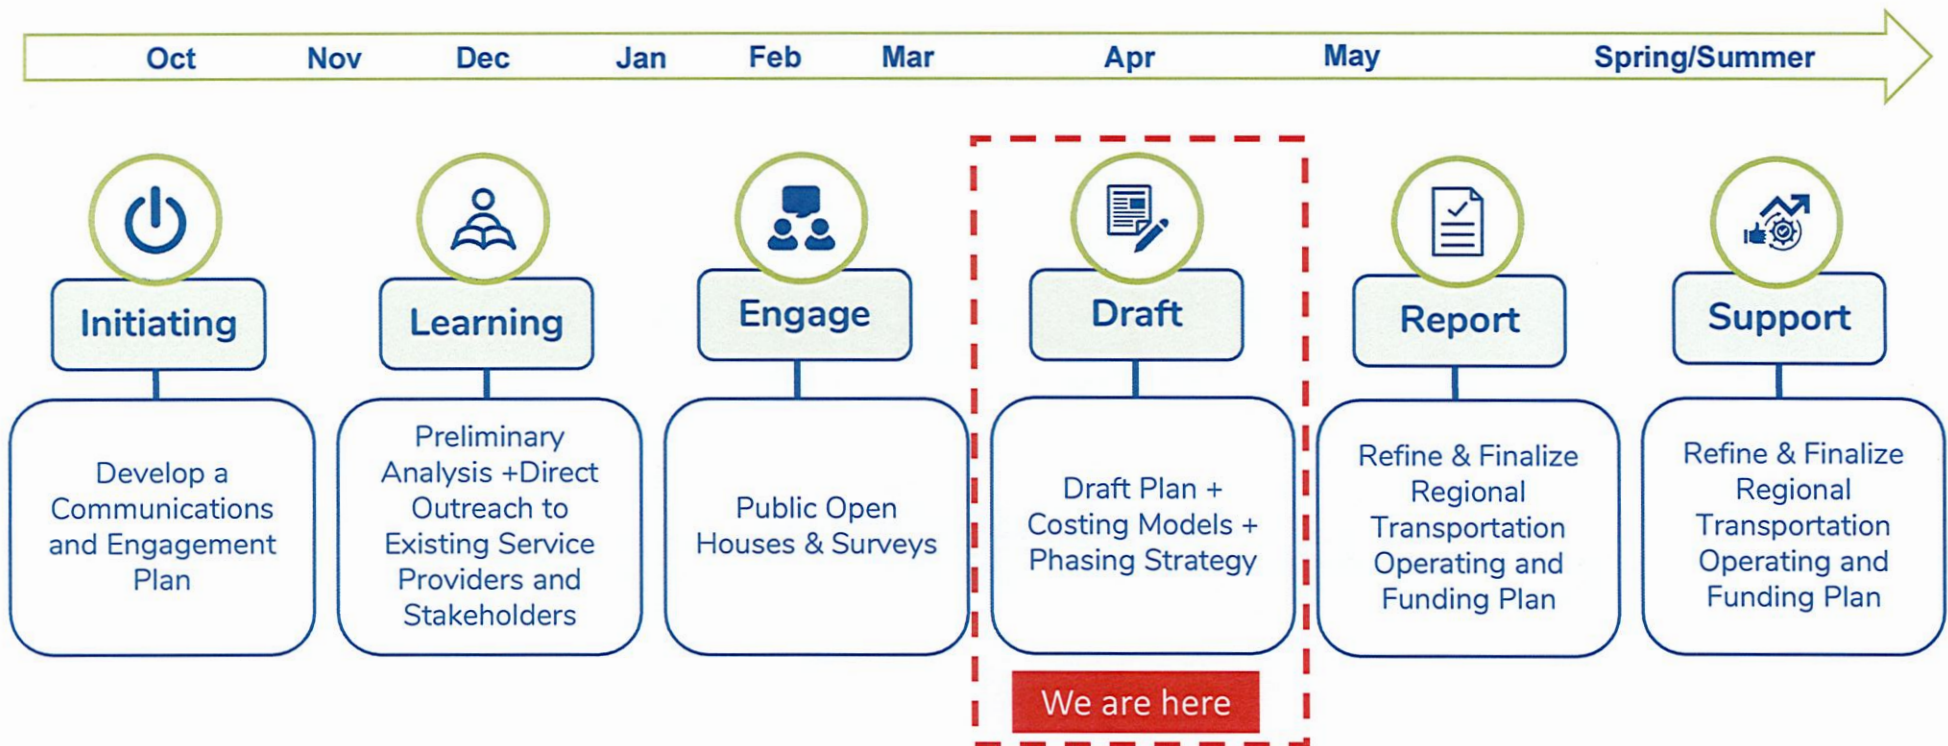 Oct Nov Dec Jan Feb Mar Apr May Spring/Summer
Initiating
Develop a
Communications
and Engagement
Plan
Learning
Preliminary
Analysis +Direct
Outreach to
Existing Service
Providers and
Stakeholders
Engage
Public Open
Houses & Surveys
Draft
Draft Plan +
Costing Models +
Phasing Strategy
We are here
Report
Refine & Finalize
Regional
Transportation
Operating and
Funding Plan
Support
Refine & Finalize
Regional
Transportation
Operating and
Funding Plan